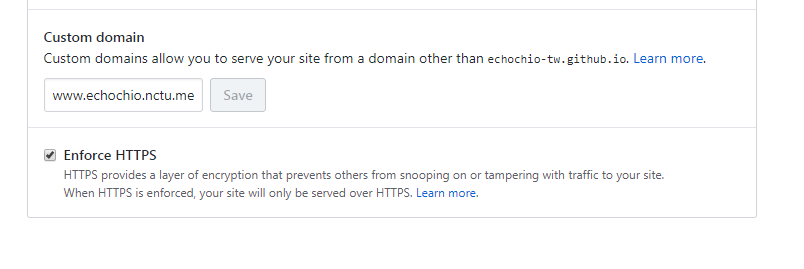 Custom domain
Custom domains allow you to serve your site from a domain other than echochio-tw.github.io. Learn more.
www.echochio.nctu.me Save
Enforce HTTPS
HTTPS provides a layer of encryption that prevents others from snooping on or tampering with traffic to your site.
When HTTPS is enforced, your site will only be served over HTTPS. Learn more.